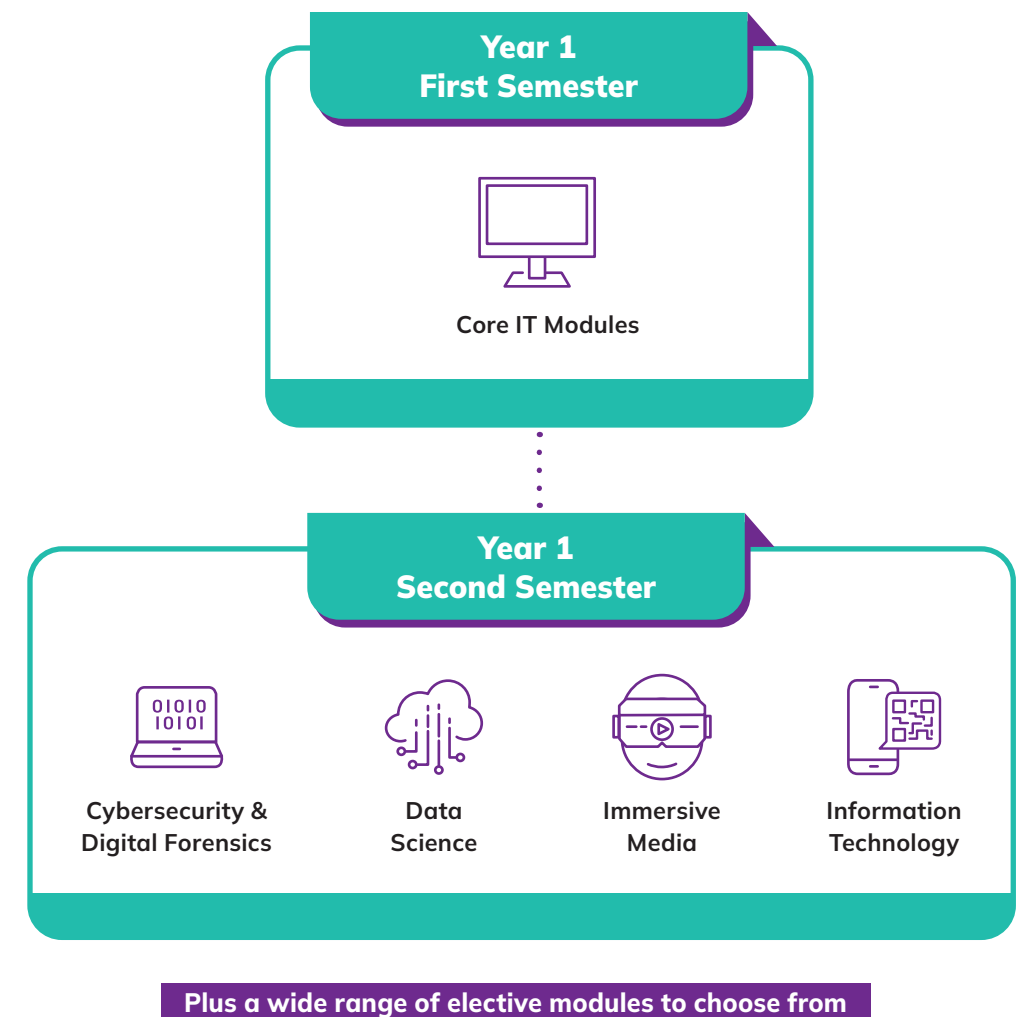 Year 1
First Semester
Core IT Modules
Year 1
Second Semester
01010
10101
Cybersecurity &
Digital Forensics
Data
Science
Immersive
Media
Information
Technology
Plus a wide range of elective modules to choose from